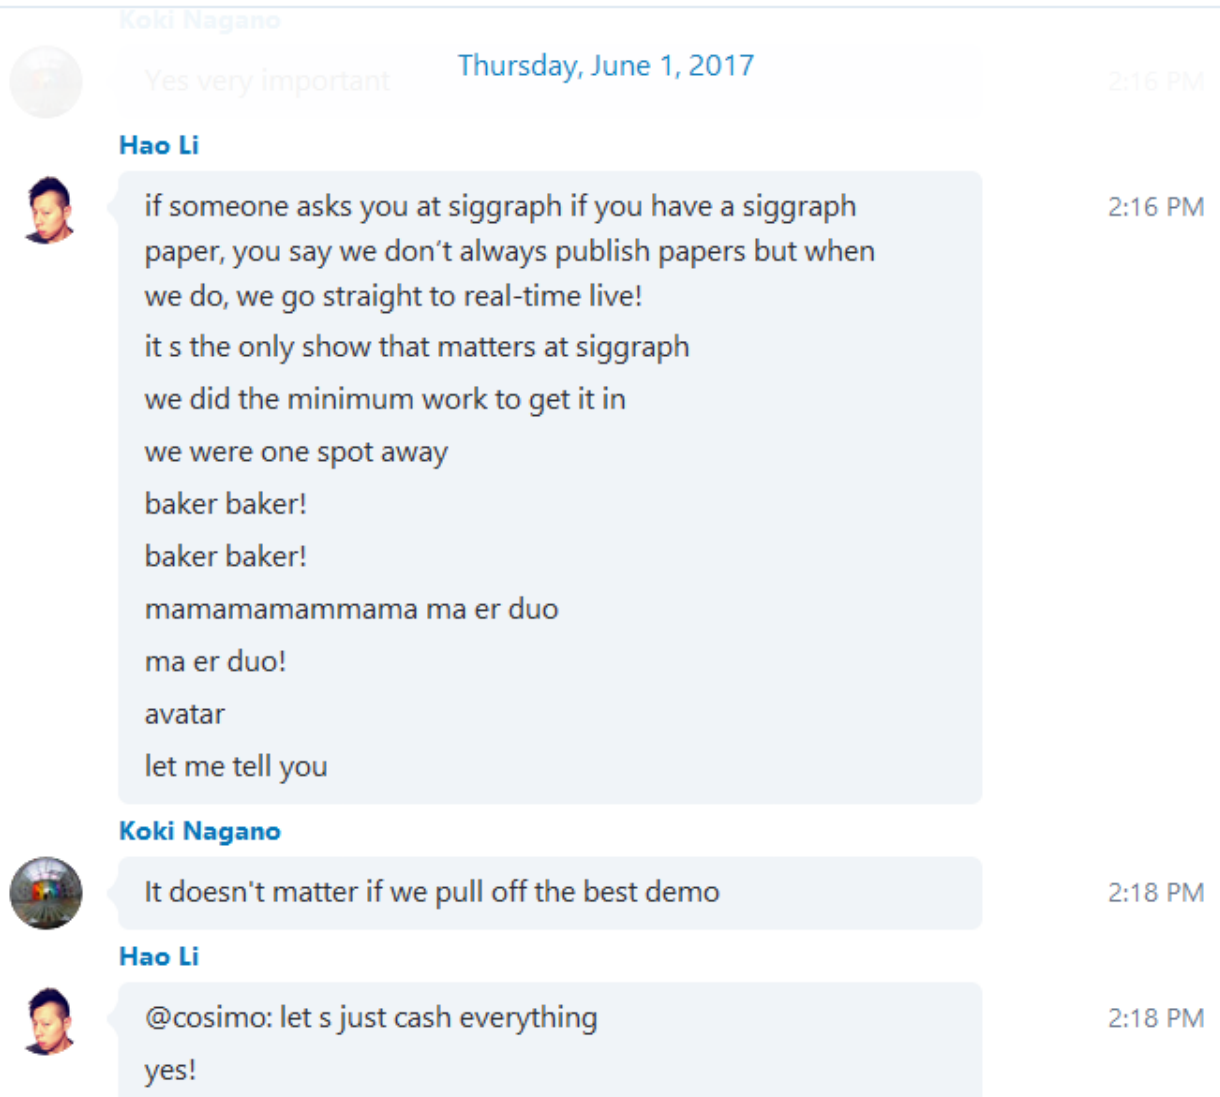 Koki Nagano
Thursday, June 1, 2017
Yes very important
2:16 PM
Hao Li
if someone asks you at siggraph if you have a siggraph
2:16 PM
paper, you say we don’t always publish papers but when
we do, we go straight to real-time live!
it s the only show that matters at siggraph
we did the minimum work to get it in
we were one spot away
baker baker!
baker baker!
mamamamammama ma er duo
ma er duo!
avatar
let me tell you
Koki Nagano
It doesn't matter if we pull off the best demo
2:18 PM
Hao Li
@cosimo: let s just cash everything
2:18 PM
yes!